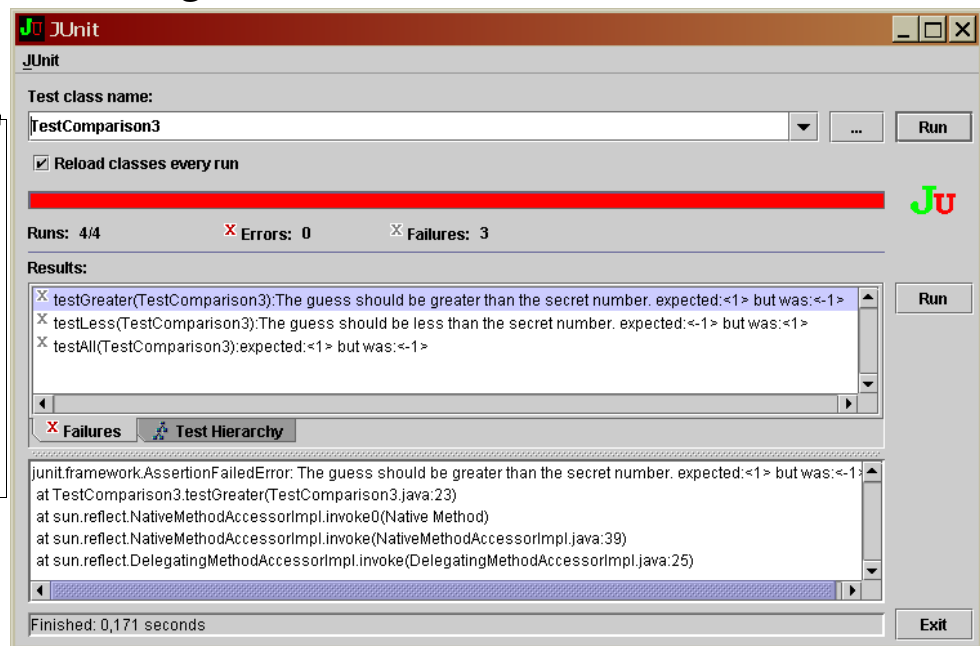 JU JUnit
JUnit
Test class name:
TestComparison3 ... Run
Reload classes every run
JU
Runs: 4/4 X Errors: 0 X Failures: 3
Results:
X testGreater(TestComparison3):The guess should be greater than the secret number. expected:<1> but was:<-1> Run
X testLess(TestComparison3):The guess should be less than the secret number. expected:<-1> but was:<1>
X testAll(TestComparison3):expected:<1> but was:<-1>
X Failures Test Hierarchy
junit.framework.AssertionFailedError: The guess should be greater than the secret number. expected:<1> but was:<-1>
at TestComparison3.testGreater(TestComparison3.java:23)
at sun.reflect.NativeMethodAccessorImpl.invoke0(Native Method)
at sun.reflect.NativeMethodAccessorImpl.invoke(NativeMethodAccessorImpl.java:39)
at sun.reflect.DelegatingMethodAccessorImpl.invoke(DelegatingMethodAccessorImpl.java:25)
Finished: 0,171 seconds Exit